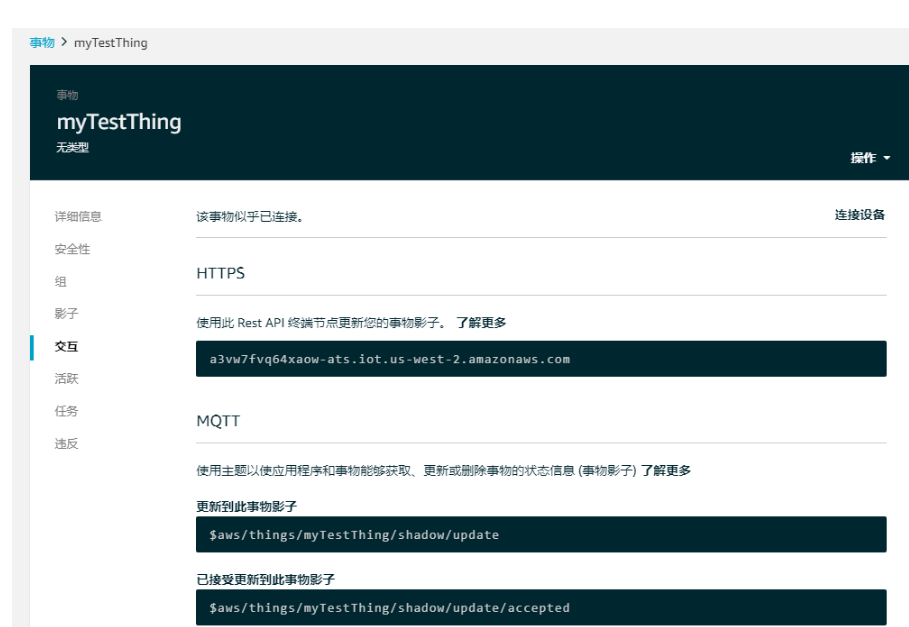 事物 > myTestThing
事物
myTestThing
无类型
操作
详细信息
安全性
组
影子
交互
活跃
任务
违反
该事物似乎已连接。
连接设备
HTTPS
使用此 Rest API 终端节点更新您的事物影子。 了解更多
a3vw7fvq64xaow-ats.iot.us-west-2.amazonaws.com
MQTT
使用主题以使应用程序和事物能够获取、更新或删除事物的状态信息 (事物影子) 了解更多
更新到此事物影子
$aws/things/myTestThing/shadow/update
已接受更新到此事物影子
$aws/things/myTestThing/shadow/update/accepted